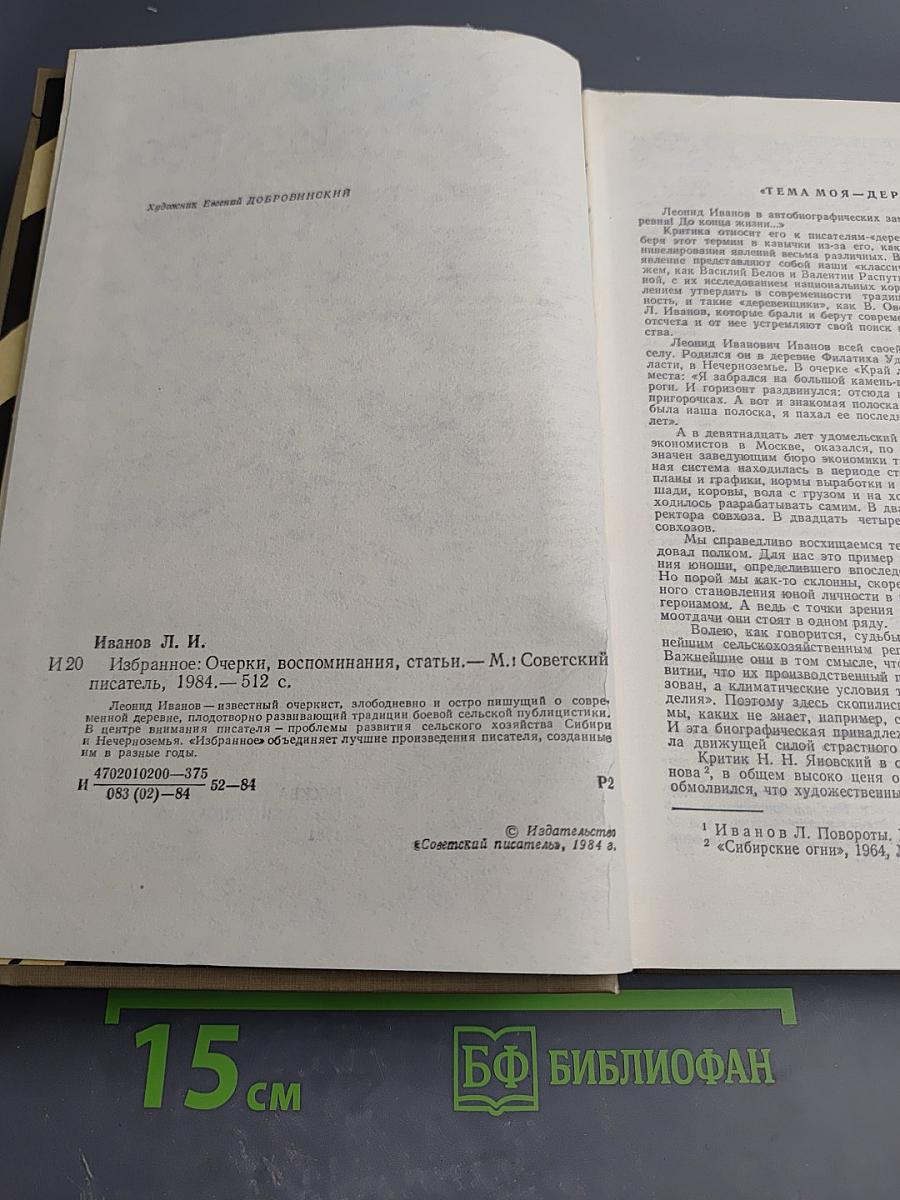 Художник Евгений ДОБРОВИНСКИЙ
Иванов Л. И.
И 20 Избранное: Очерки, воспоминания, статьи.— М.: Советский
писатель, 1984.— 512 с.
Леонид Иванов — известный очеркист, злободневно и остро пишущий о совре-
менной деревне, плодотворно развивающий традиции боевой сельской публицистики.
В центре внимания писателя — проблемы развития сельского хозяйства Сибири
и Нечерноземья. «Избранное» объединяет лучшие произведения писателя, созданные
им в разные годы.
И 4702010200—375 52—84 Р2
083 (02)—84
© Издательство
«Советский писатель», 1984 г.
«ТЕМА МОЯ—ДЕР
Леонид Иванов в автобиографических
ревня! До конца жизни...»
Критика относит его к писателям-«дере
беря этот термин в кавычки из-за его, как
нивелирования явлений весьма различных. В
явление представляют собой наши «классич
жем, как Василий Белов и Валентин Распут
ной, с их исследованием национальных кор
лением утвердить в современности традиц
ность, и такие «деревенщики», как В. Ов
Л. Иванов, которые брали и берут совреме
отсчета и от нее устремляют свой поиск
ства.
Леонид Иванович Иванов всей своей
селу. Родился он в деревне Филатиха Уд
ласти, в Нечерноземье. В очерке «Край
места: «Я забрался на большой камень-
роги. И горизонт раздвинулся: отсюда
пригорочках. А вот и знакомая полоска
была наша полоска, я пахал ее послед
лет».
А в девятнадцать лет удомельский
экономистов в Москве, оказался, по
значен заведующим бюро экономики т
ная система находилась в периоде ст
планы и графики, нормы выработки и
шади, коровы, вола с грузом и на хо
ходилось разрабатывать самим. В два
ректора совхоза. В двадцать четыре
совхозов.
Мы справедливо восхищаемся те
довал полком. Для нас это пример
ния юноши, определившего впослед
Но порой мы как-то склонны, скоре
ного становления юной личности в
героизмом. А ведь с точки зрения
моотдачи они стоят в одном ряду.
Волею, как говорится, судьбы
нейшим сельскохозяйственным рег
Важнейшие они в том смысле, что
витии, что их производственный п
зован, а климатические условия т
деления». Поэтому здесь скопились
мы, каких не знает, например, с
И эта биографическая принадлеж
ла движущей силой страстного
Критик Н. Н. Яновский в с
нова², в общем высоко ценя о
обмолвился, что художественны
¹ Иванов Л. Повороты.
² «Сибирские огни», 1964,
15 см
БФ БИБЛИОФАН